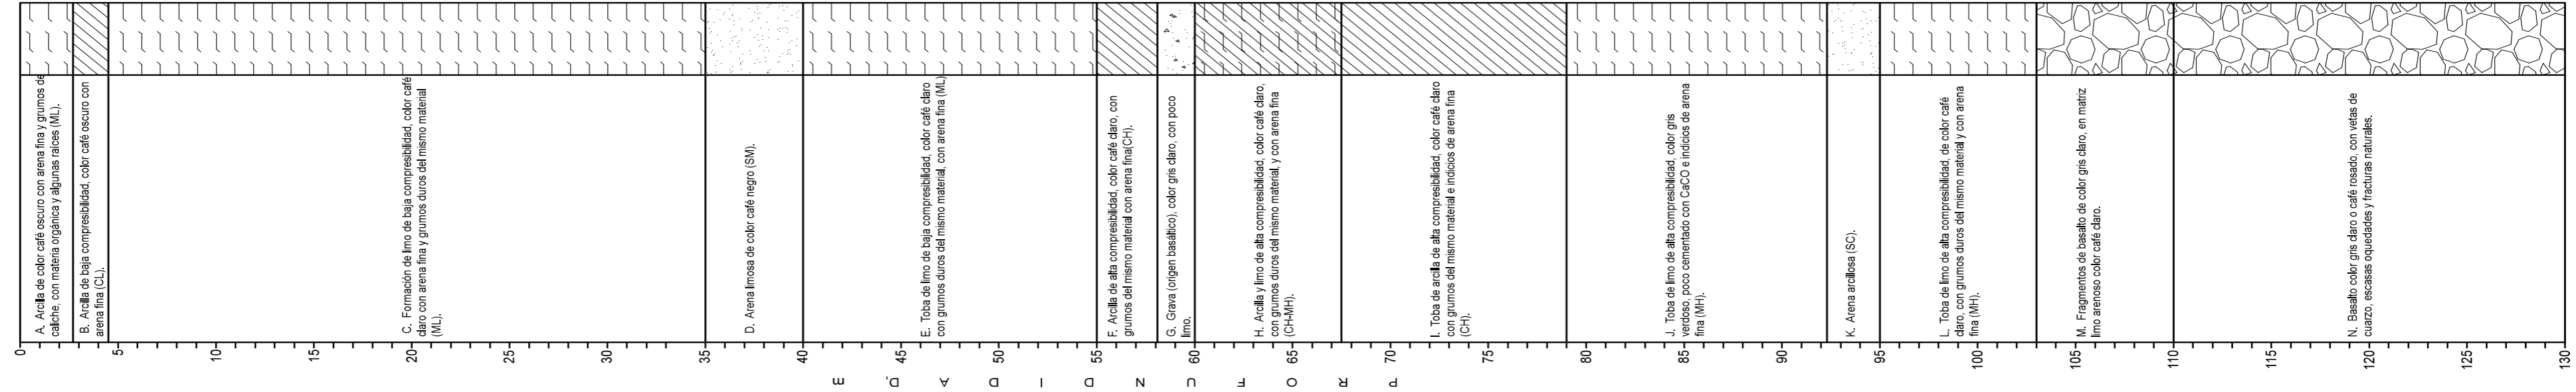 A. Arcilla de color café oscuro con arena fina y grumos de
caliche, con materia orgánica y algunas raices (ML).
B. Arcilla de baja compresibilidad, color café oscuro con
arena fina (CL).
C. Formación de limo de baja compresibilidad, color café
claro con arena fina y grumos duros del mismo material
(ML).
D. Arena limosa de color café negro (SM).
E. Toba de limo de baja compresibilidad, color café claro
con grumos duros del mismo material, con arena fina (ML)
F. Arcilla de alta compresibilidad, color café claro, con
grumos del mismo material con arena fina(CH).
G. Grava (origen basáltico), color gris claro, con poco
limo.
H. Arcilla y limo de alta compresibilidad, color café claro,
con grumos duros del mismo material, y con arena fina
(CH-MH).
I. Toba de arcilla de alta compresibilidad, color café claro
con grumos del mismo material e indicios de arena fina
(CH).
J. Toba de limo de alta compresibilidad, color gris
verdoso, poco cementado con CaCO e indicios de arena
fina (MH).
K. Arena arcillosa (SC).
L. Toba de limo de alta compresibilidad, de color café
claro, con grumos duros del mismo material y con arena
fina (MH).
M. Fragmentos de basalto de color gris claro, en matriz
limo arenoso color café claro.
N. Basalto color gris claro o café rosado, con vetas de
cuarzo, escasas oquedades y fracturas naturales.
0
5
10
15
20
25
30
35
40
45
50
55
60
65
70
75
80
85
90
95
100
105
110
115
120
125
130
P R O F U N D I D A D, m